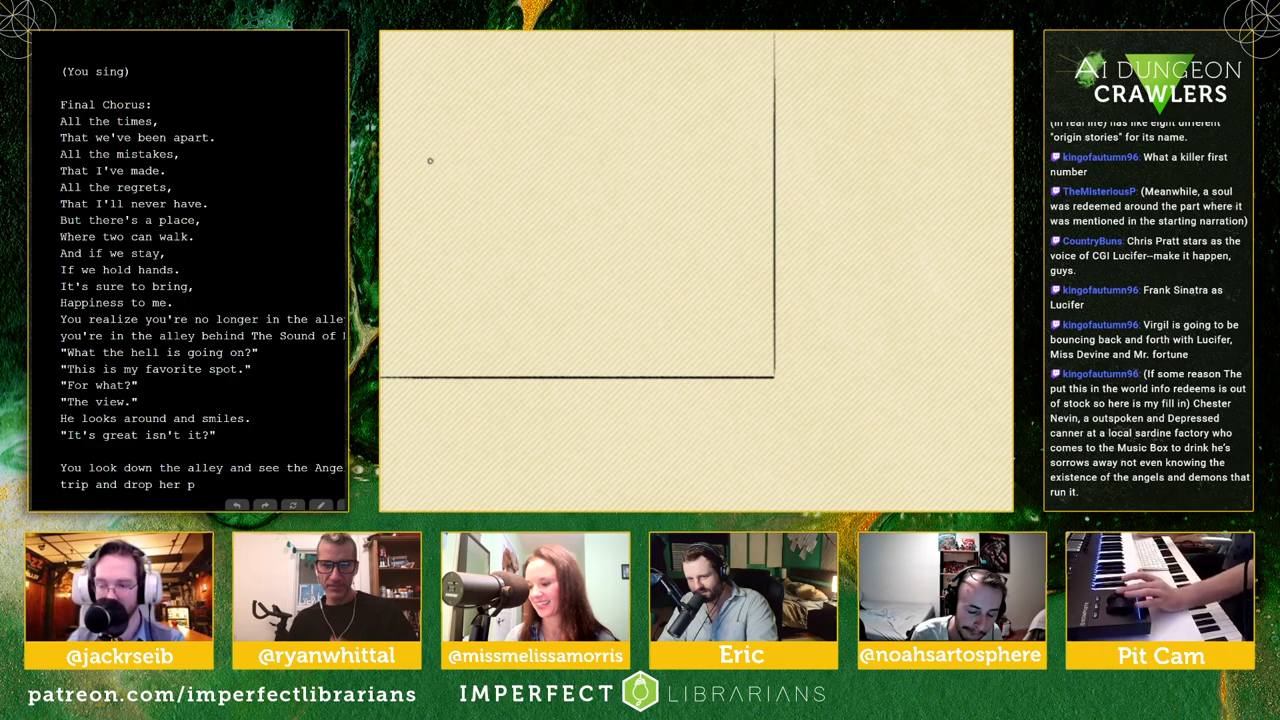 (You sing)
Final Chorus:
All the times,
That we've been apart.
All the mistakes,
That I've made.
All the regrets,
That I'll never have.
But there's a place,
Where two can walk.
And if we stay,
If we hold hands.
It's sure to bring,
Happiness to me.
You realize you're no longer in the alle
you're in the alley behind The Sound of
"What the hell is going on?"
"This is my favorite spot."
"For what?"
"The view."
He looks around and smiles.
"It's great isn't it?"
You look down the alley and see the Ange
trip and drop her p
AI DUNGEON
CRAWLERS
(in real life) has like eight different
"origin stories" for its name.
kingofautumn96: What a killer first
number
TheMisteriousP: (Meanwhile, a soul
was redeemed around the part where it
was mentioned in the starting narration)
CountryBuns: Chris Pratt stars as the
voice of CGI Lucifer--make it happen,
guys.
kingofautumn96: Frank Sinatra as
Lucifer
kingofautumn96: Virgil is going to be
bouncing back and forth with Lucifer,
Miss Devine and Mr. fortune
kingofautumn96: (If some reason The
put this in the world info redeems is out
of stock so here is my fill in) Chester
Nevin, a outspoken and Depressed
canner at a local sardine factory who
comes to the Music Box to drink he's
sorrows away not even knowing the
existence of the angels and demons that
run it.
@jackrseib
@ryanwhittal
@missmelissamorris
Eric
@noahsartosphere
Pit Cam
patreon.com/imperfectlibrarians
IMPERFECT LIBRARIANS